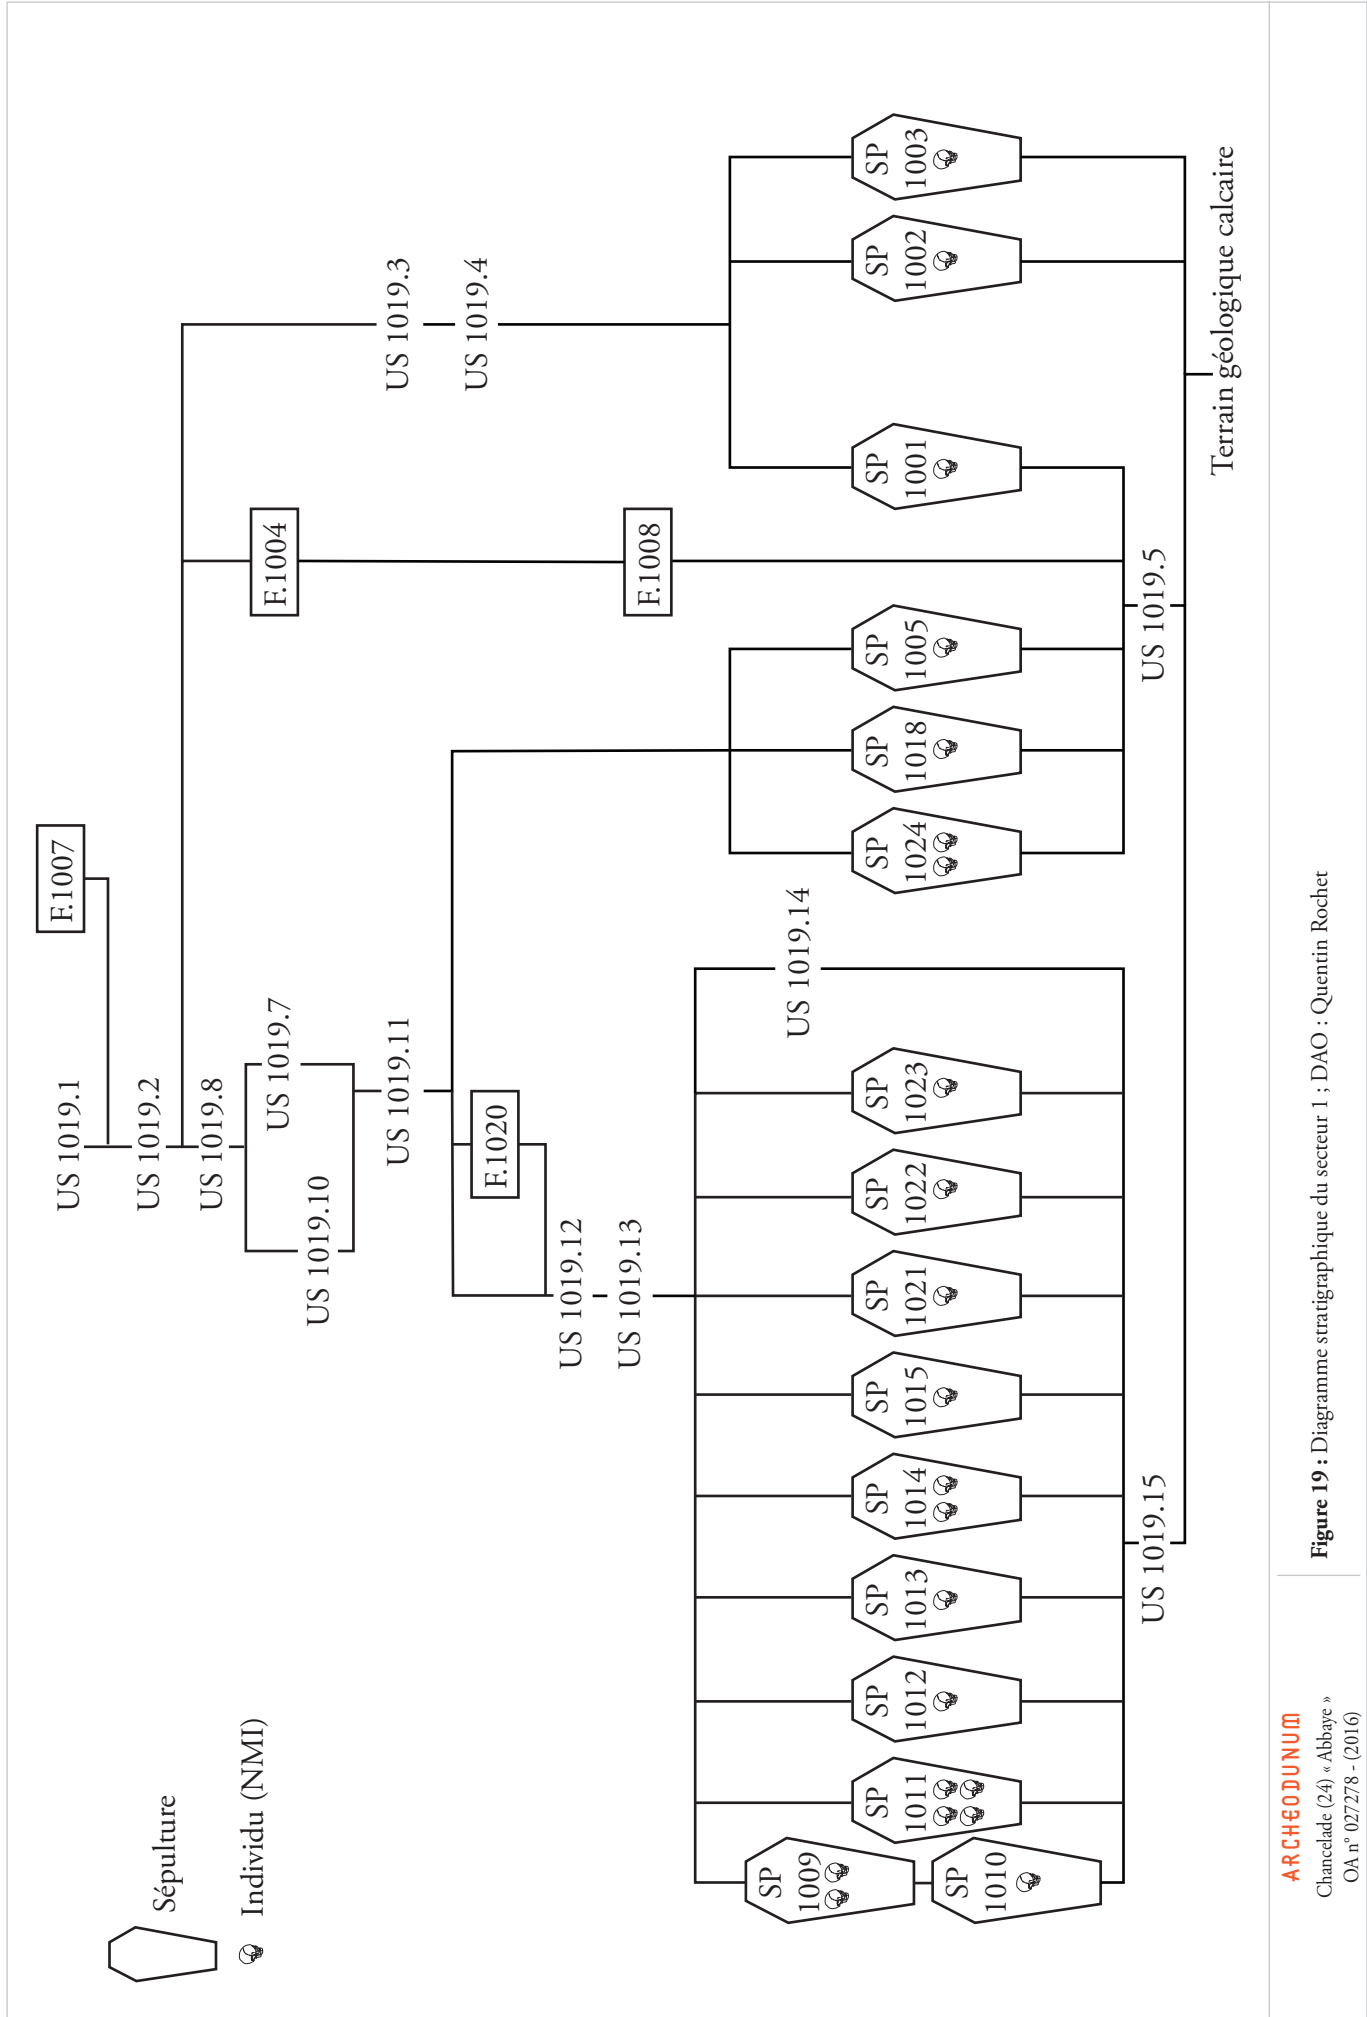 US 1019.1
F.1007
US 1019.2
US 1019.8
US 1019.7
US 1019.10
F.1004
US 1019.11
US 1019.3
US 1019.4
F.1020
US 1019.12
US 1019.13
F.1008
US 1019.14
SP
1009
SP
1010
SP
1011
SP
1012
SP
1013
SP
1014
SP
1015
SP
1021
SP
1022
SP
1023
SP
1024
SP
1018
SP
1005
SP
1001
SP
1002
SP
1003
US 1019.15
US 1019.5
Terrain géologique calcaire
Sépulture
Individu (NMI)
ARCHEODUNUM
Chancelade (24) « Abbaye »
OA n° 027278 - (2016)
Figure 19 : Diagramme stratigraphique du secteur 1 ; DAO : Quentin Rochet